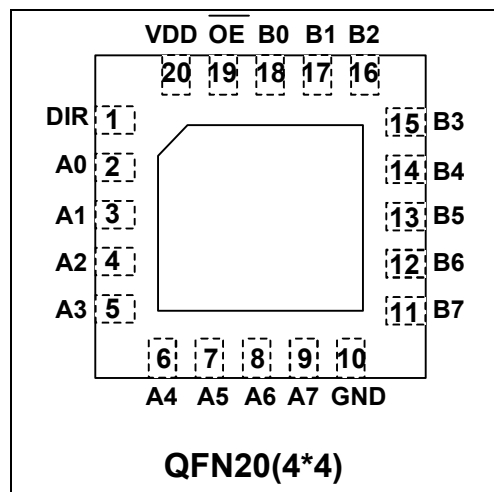 VDD OE B0 B1 B2
20 19 18 17 16
DIR 1 15 B3
A0 2 14 B4
A1 3 13 B5
A2 4 12 B6
A3 5 11 B7
6 7 8 9 10
A4 A5 A6 A7 GND
QFN20(4*4)